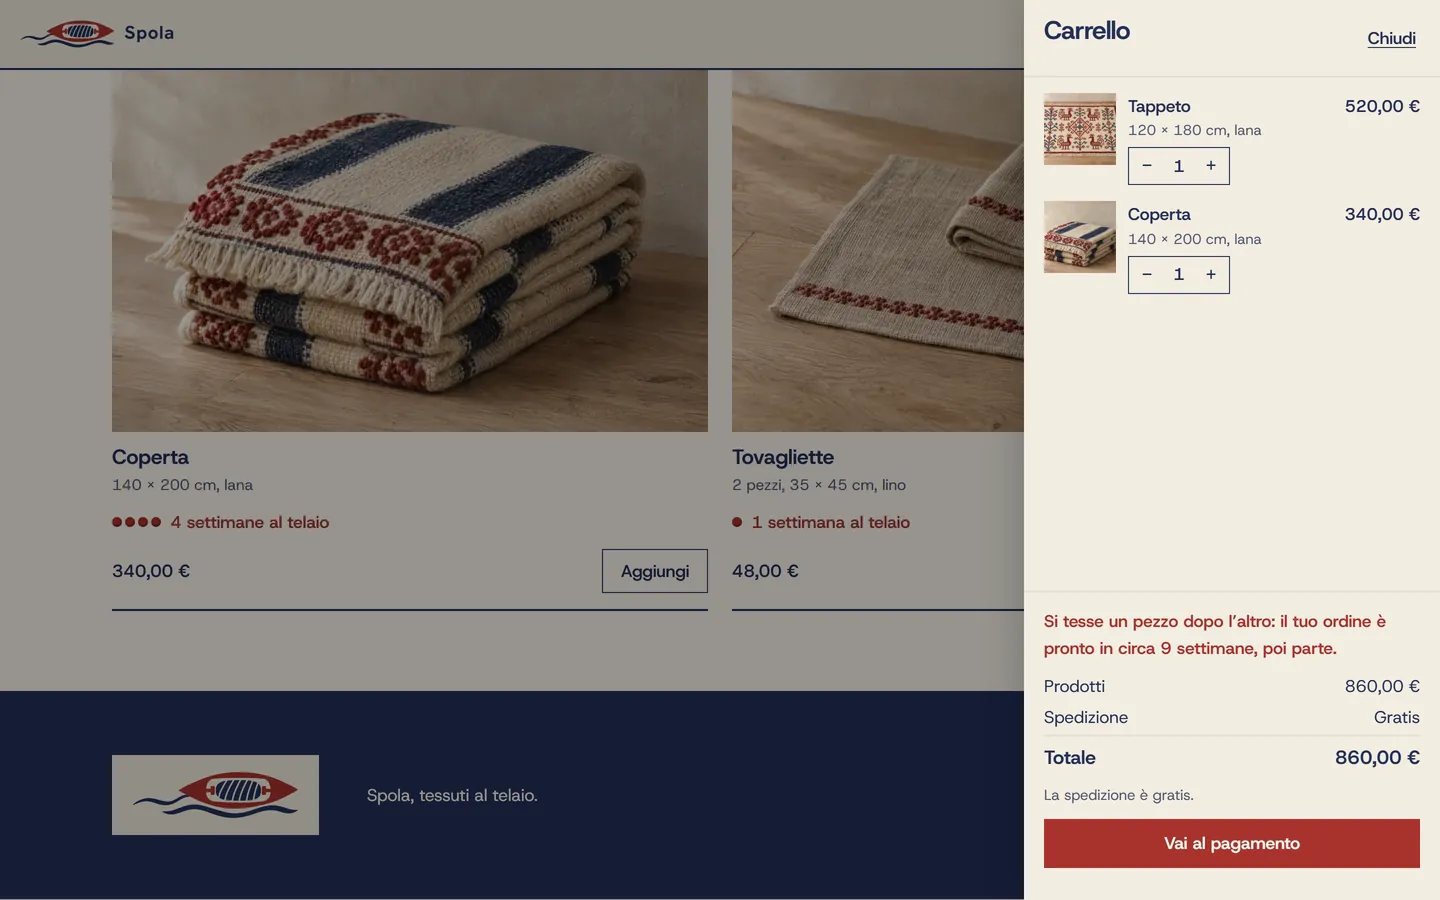 Spola
Coperta
140 × 200 cm, lana
4 settimane al telaio
340,00 €
Aggiungi
Tovagliette
2 pezzi, 35 × 45 cm, lino
1 settimana al telaio
48,00 €
Spola, tessuti al telaio.
Carrello
Chiudi
Tappeto
520,00 €
120 × 180 cm, lana
− 1 +
Coperta
340,00 €
140 × 200 cm, lana
− 1 +
Si tesse un pezzo dopo l’altro: il tuo ordine è
pronto in circa 9 settimane, poi parte.
Prodotti
860,00 €
Spedizione
Gratis
Totale
860,00 €
La spedizione è gratis.
Vai al pagamento